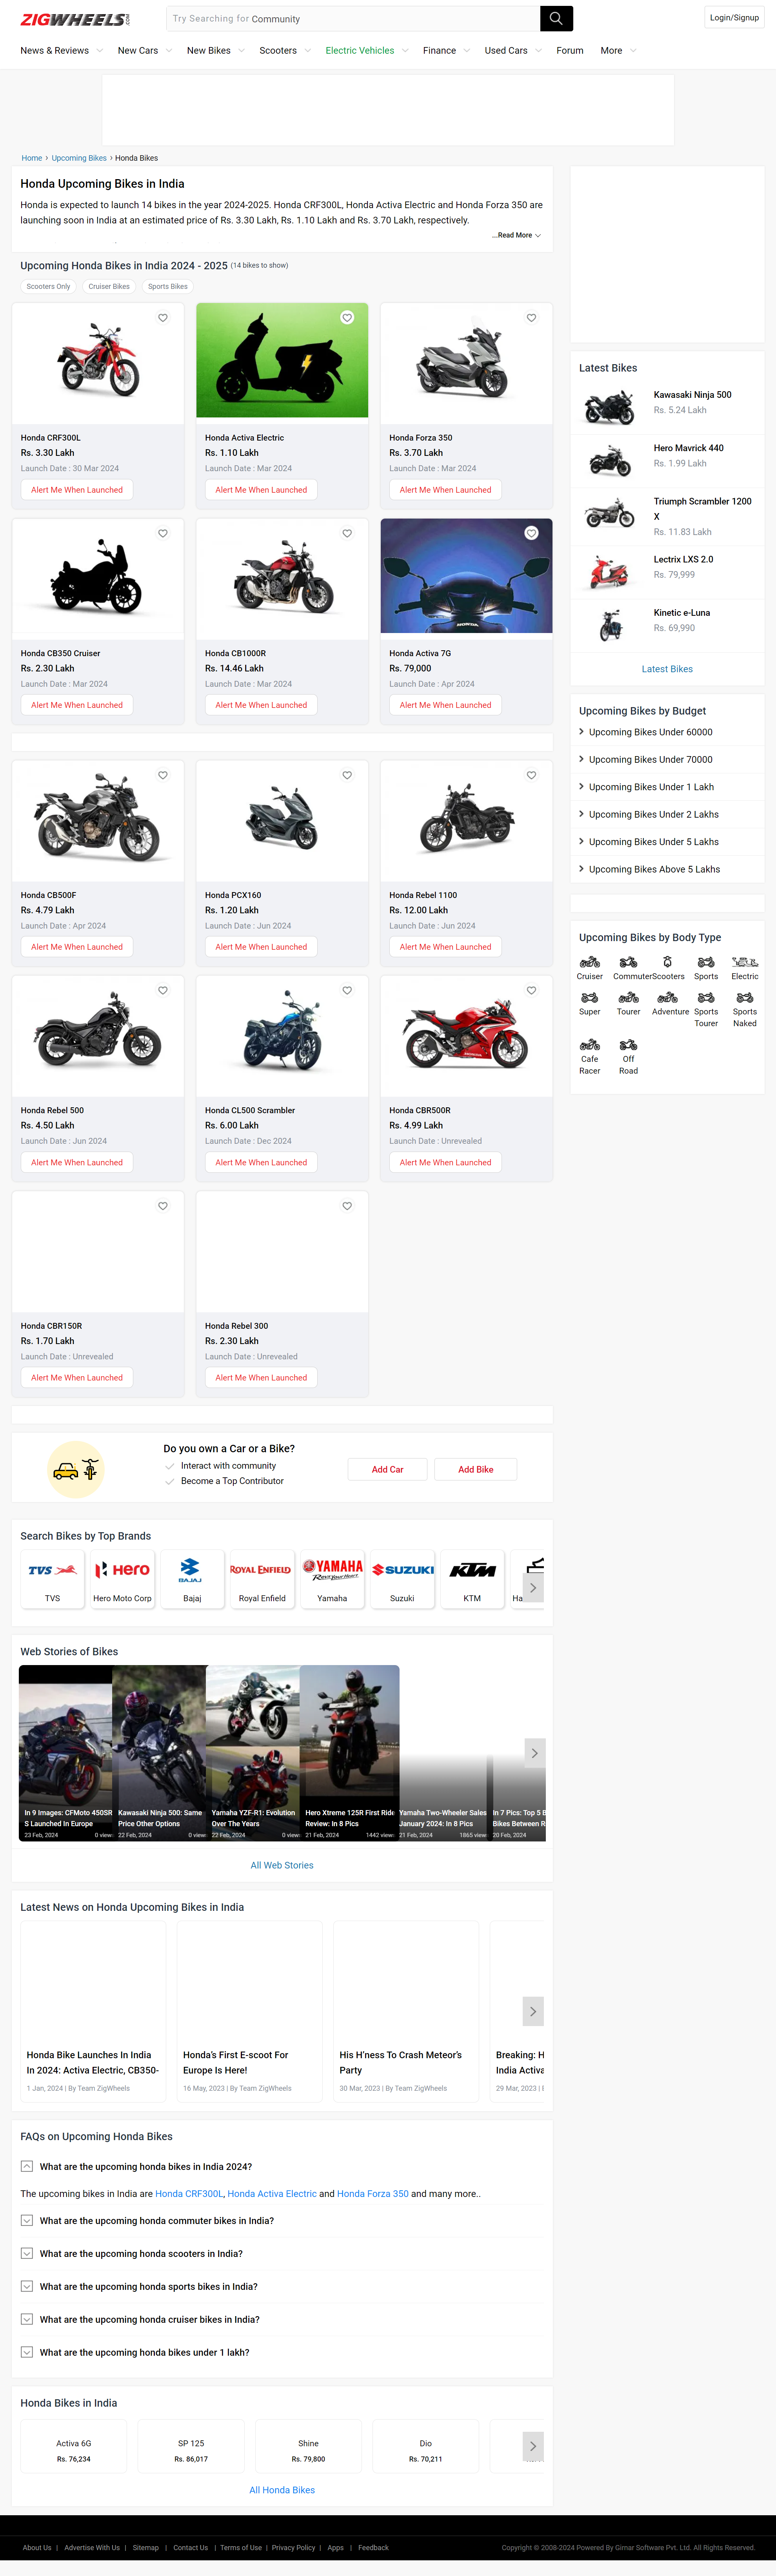 ZIGWHEELS.COM
Try Searching for Community
Login/Signup
News & Reviews
New Cars
New Bikes
Scooters
Electric Vehicles
Finance
Used Cars
Forum
More
Home › Upcoming Bikes › Honda Bikes
Honda Upcoming Bikes in India
Honda is expected to launch 14 bikes in the year 2024-2025. Honda CRF300L, Honda Activa Electric and Honda Forza 350 are
launching soon in India at an estimated price of Rs. 3.30 Lakh, Rs. 1.10 Lakh and Rs. 3.70 Lakh, respectively.
...Read More
Upcoming Honda Bikes in India 2024 - 2025 (14 bikes to show)
Scooters Only
Cruiser Bikes
Sports Bikes
Honda CRF300L
Rs. 3.30 Lakh
Launch Date : 30 Mar 2024
Alert Me When Launched
Honda Activa Electric
Rs. 1.10 Lakh
Launch Date : Mar 2024
Alert Me When Launched
Honda Forza 350
Rs. 3.70 Lakh
Launch Date : Mar 2024
Alert Me When Launched
Honda CB350 Cruiser
Rs. 2.30 Lakh
Launch Date : Mar 2024
Alert Me When Launched
Honda CB1000R
Rs. 14.46 Lakh
Launch Date : Mar 2024
Alert Me When Launched
HONDA
Honda Activa 7G
Rs. 79,000
Launch Date : Apr 2024
Alert Me When Launched
Honda CB500F
Rs. 4.79 Lakh
Launch Date : Apr 2024
Alert Me When Launched
Honda PCX160
Rs. 1.20 Lakh
Launch Date : Jun 2024
Alert Me When Launched
Honda Rebel 1100
Rs. 12.00 Lakh
Launch Date : Jun 2024
Alert Me When Launched
Honda Rebel 500
Rs. 4.50 Lakh
Launch Date : Jun 2024
Alert Me When Launched
Honda CL500 Scrambler
Rs. 6.00 Lakh
Launch Date : Dec 2024
Alert Me When Launched
Honda CBR500R
Rs. 4.99 Lakh
Launch Date : Unrevealed
Alert Me When Launched
Honda CBR150R
Rs. 1.70 Lakh
Launch Date : Unrevealed
Alert Me When Launched
Honda Rebel 300
Rs. 2.30 Lakh
Launch Date : Unrevealed
Alert Me When Launched
Latest Bikes
Kawasaki Ninja 500
Rs. 5.24 Lakh
Hero Mavrick 440
Rs. 1.99 Lakh
Triumph Scrambler 1200
X
Rs. 11.83 Lakh
Lectrix LXS 2.0
Rs. 79,999
Kinetic e-Luna
Rs. 69,990
Latest Bikes
Upcoming Bikes by Budget
Upcoming Bikes Under 60000
Upcoming Bikes Under 70000
Upcoming Bikes Under 1 Lakh
Upcoming Bikes Under 2 Lakhs
Upcoming Bikes Under 5 Lakhs
Upcoming Bikes Above 5 Lakhs
Upcoming Bikes by Body Type
Cruiser
Commuter
Scooters
Sports
Electric
Super
Tourer
Adventure
Sports
Tourer
Sports
Naked
Cafe
Racer
Off
Road
Do you own a Car or a Bike?
Interact with community
Become a Top Contributor
Add Car
Add Bike
Search Bikes by Top Brands
TVS
TVS
Hero
Hero Moto Corp
BAJAJ
Bajaj
ROYAL ENFIELD
Royal Enfield
YAMAHA
Revs Your Heart
Yamaha
SUZUKI
Suzuki
KTM
KTM
Ha
Web Stories of Bikes
In 9 Images: CFMoto 450SR
S Launched In Europe
23 Feb, 2024 0 view
Kawasaki Ninja 500: Same
Price Other Options
22 Feb, 2024 0 view
Yamaha YZF-R1: Evolution
Over The Years
22 Feb, 2024 0 view
Hero Xtreme 125R First Ride
Review: In 8 Pics
21 Feb, 2024 1442 view
Yamaha Two-Wheeler Sales
January 2024: In 8 Pics
21 Feb, 2024 1865 view
In 7 Pics: Top 5 B
Bikes Between R
20 Feb, 2024
All Web Stories
Latest News on Honda Upcoming Bikes in India
Honda Bike Launches In India
In 2024: Activa Electric, CB350-
1 Jan, 2024 | By Team ZigWheels
Honda's First E-scoot For
Europe Is Here!
16 May, 2023 | By Team ZigWheels
His H'ness To Crash Meteor's
Party
30 Mar, 2023 | By Team ZigWheels
Breaking: H
India Activa
29 Mar, 2023 |
FAQs on Upcoming Honda Bikes
What are the upcoming honda bikes in India 2024?
The upcoming bikes in India are Honda CRF300L, Honda Activa Electric and Honda Forza 350 and many more..
What are the upcoming honda commuter bikes in India?
What are the upcoming honda scooters in India?
What are the upcoming honda sports bikes in India?
What are the upcoming honda cruiser bikes in India?
What are the upcoming honda bikes under 1 lakh?
Honda Bikes in India
Activa 6G
Rs. 76,234
SP 125
Rs. 86,017
Shine
Rs. 79,800
Dio
Rs. 70,211
All Honda Bikes
About Us | Advertise With Us | Sitemap | Contact Us | Terms of Use | Privacy Policy | Apps | Feedback
Copyright © 2008-2024 Powered By Girnar Software Pvt. Ltd. All Rights Reserved.